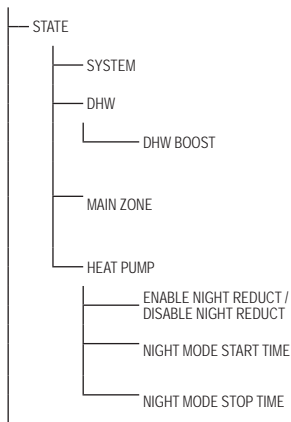 STATE
SYSTEM
DHW
DHW BOOST
MAIN ZONE
HEAT PUMP
ENABLE NIGHT REDUCT /
DISABLE NIGHT REDUCT
NIGHT MODE START TIME
NIGHT MODE STOP TIME